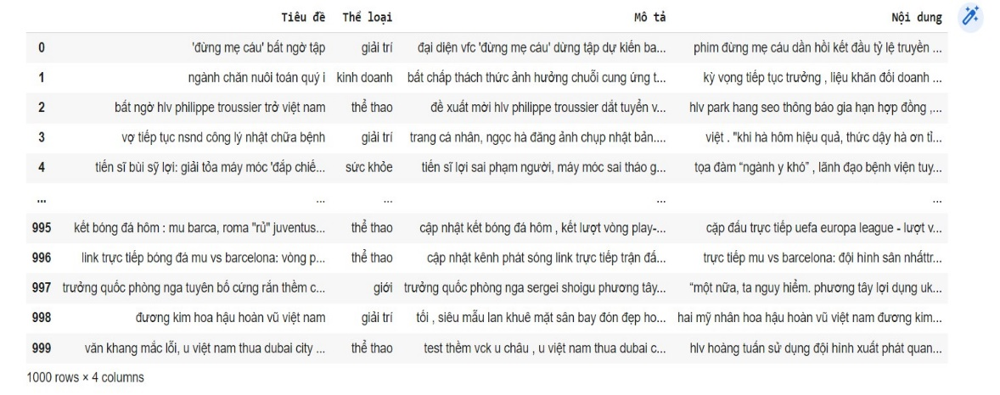 Tiêu đề Thể loại Mô tả Nội dung
0 'đừng mẹ cáu' bất ngờ tập giải trí đại diện vfc 'đừng mẹ cáu' dừng tập dự kiến ba... phim đừng mẹ cáu dần hồi kết đầu tỷ lệ truyền ...
1 ngành chăn nuôi toán quý i kinh doanh bất chấp thách thức ảnh hưởng chuỗi cung ứng t... kỳ vọng tiếp tục trưởng , liệu khăn đối doanh ...
2 bất ngờ hlv philippe troussier trở việt nam thể thao đề xuất mời hlv philippe troussier dắt tuyển v... hlv park hang seo thông báo gia hạn hợp đồng ,...
3 vợ tiếp tục nsnd công lý nhật chữa bệnh giải trí trang cá nhân, ngọc hà đăng ảnh chụp nhật bản.... việt . "khi hà hôm hiệu quả, thức dậy hà ơn tỉ...
4 tiến sĩ bùi sỹ lợi: giải tỏa máy móc 'đắp chiế... sức khỏe tiến sĩ lợi sai phạm người, máy móc sai tháo g... tọa đàm “ngành y khó” , lãnh đạo bệnh viện tuy...
... ... ... ... ...
995 kết bóng đá hôm : mu barca, roma "rủ" juventus... thể thao cập nhật kết bóng đá hôm , kết lượt vòng play-... cặp đấu trực tiếp uefa europa league - lượt v...
996 link trực tiếp bóng đá mu vs barcelona: vòng p... thể thao cập nhật kênh phát sóng link trực tiếp trận đấ... trực tiếp mu vs barcelona: đội hình sân nhấttr...
997 trưởng quốc phòng nga tuyên bố cứng rắn thềm c... giới trưởng quốc phòng nga sergei shoigu phương tây... “một nữa, ta nguy hiểm. phương tây lợi dụng uk...
998 đương kim hoa hậu hoàn vũ việt nam giải trí tối , siêu mẫu lan khuê mặt sân bay đón đẹp ho... hai mỹ nhân hoa hậu hoàn vũ việt nam đương kim...
999 văn khang mắc lỗi, u việt nam thua dubai city ... thể thao test thềm vck u châu , u việt nam thua dubai c... hlv hoàng tuấn sử dụng đội hình xuất phát quan...
1000 rows × 4 columns